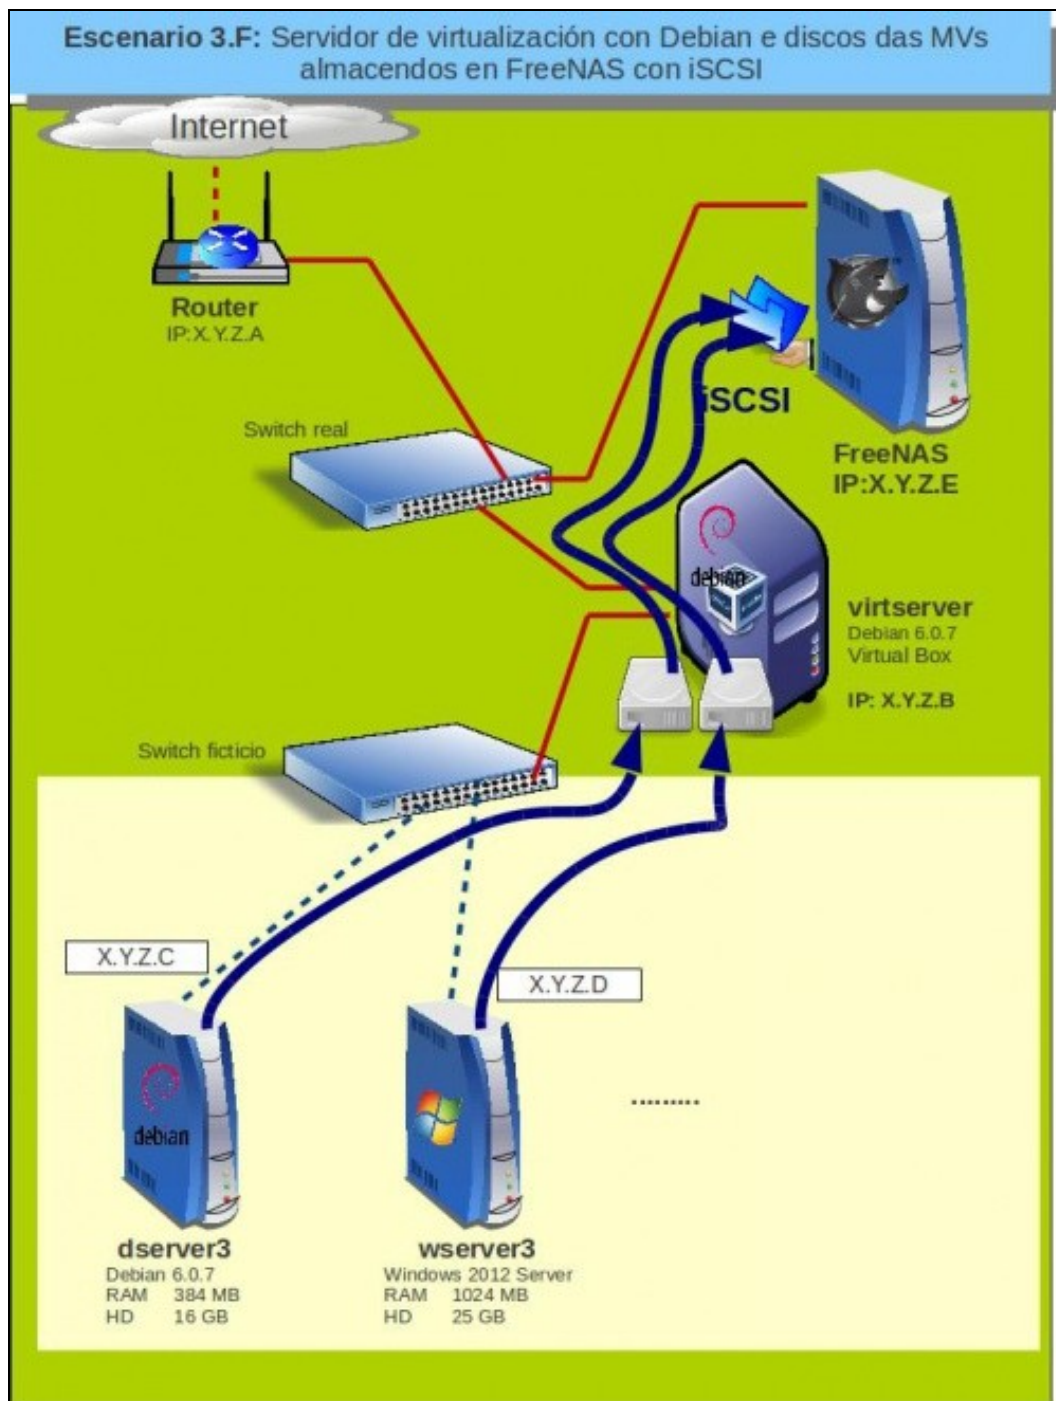 Escenario 3.F: Servidor de virtualización con Debian e discos das MVs
almacendos en FreeNAS con iSCSI
Internet
Router
IP:X.Y.Z.A
Switch real
iSCSI
FreeNAS
IP:X.Y.Z.E
debian
virtserver
Debian 6.0.7
Virtual Box
IP: X.Y.Z.B
Switch ficticio
X.Y.Z.C
X.Y.Z.D
debian
.........
dserver3
Debian 6.0.7
RAM 384 MB
HD 16 GB
wserver3
Windows 2012 Server
RAM 1024 MB
HD 25 GB